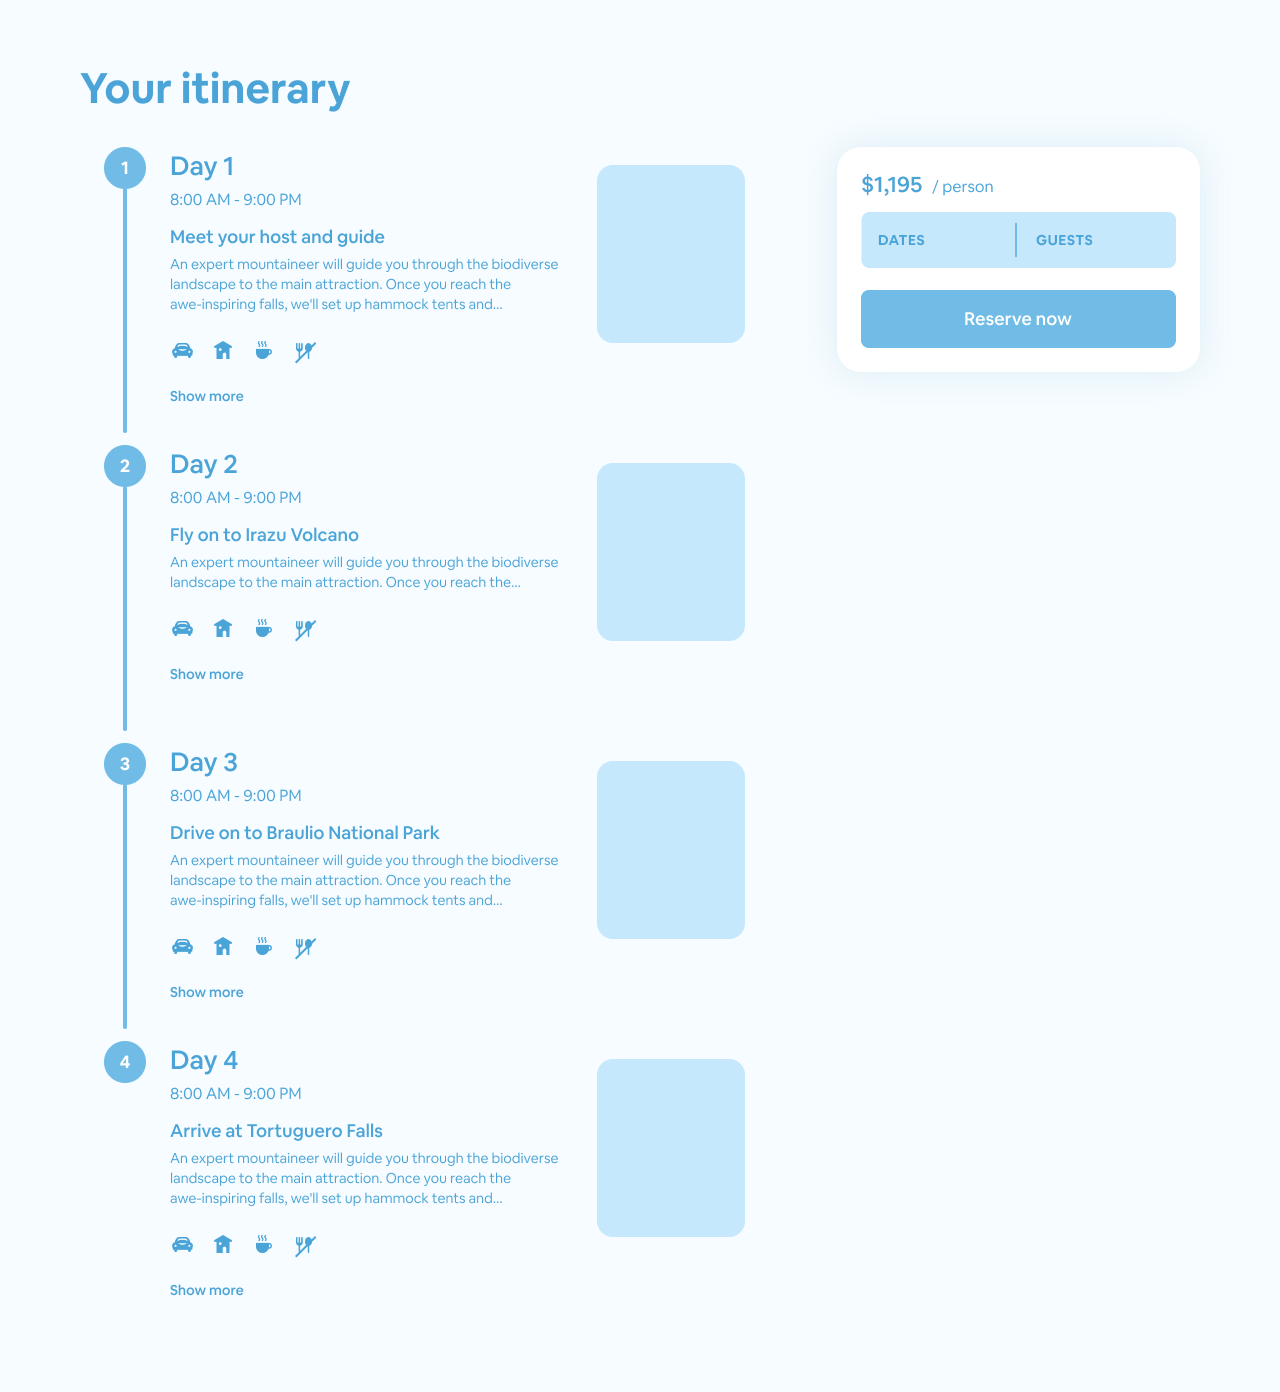 Your itinerary
1
Day 1
8:00 AM - 9:00 PM
Meet your host and guide
An expert mountaineer will guide you through the biodiverse
landscape to the main attraction. Once you reach the
awe-inspiring falls, we'll set up hammock tents and...
Show more
$1,195 / person
DATES
GUESTS
Reserve now
2
Day 2
8:00 AM - 9:00 PM
Fly on to Irazu Volcano
An expert mountaineer will guide you through the biodiverse
landscape to the main attraction. Once you reach the...
Show more
3
Day 3
8:00 AM - 9:00 PM
Drive on to Braulio National Park
An expert mountaineer will guide you through the biodiverse
landscape to the main attraction. Once you reach the
awe-inspiring falls, we'll set up hammock tents and...
Show more
4
Day 4
8:00 AM - 9:00 PM
Arrive at Tortuguero Falls
An expert mountaineer will guide you through the biodiverse
landscape to the main attraction. Once you reach the
awe-inspiring falls, we'll set up hammock tents and...
Show more